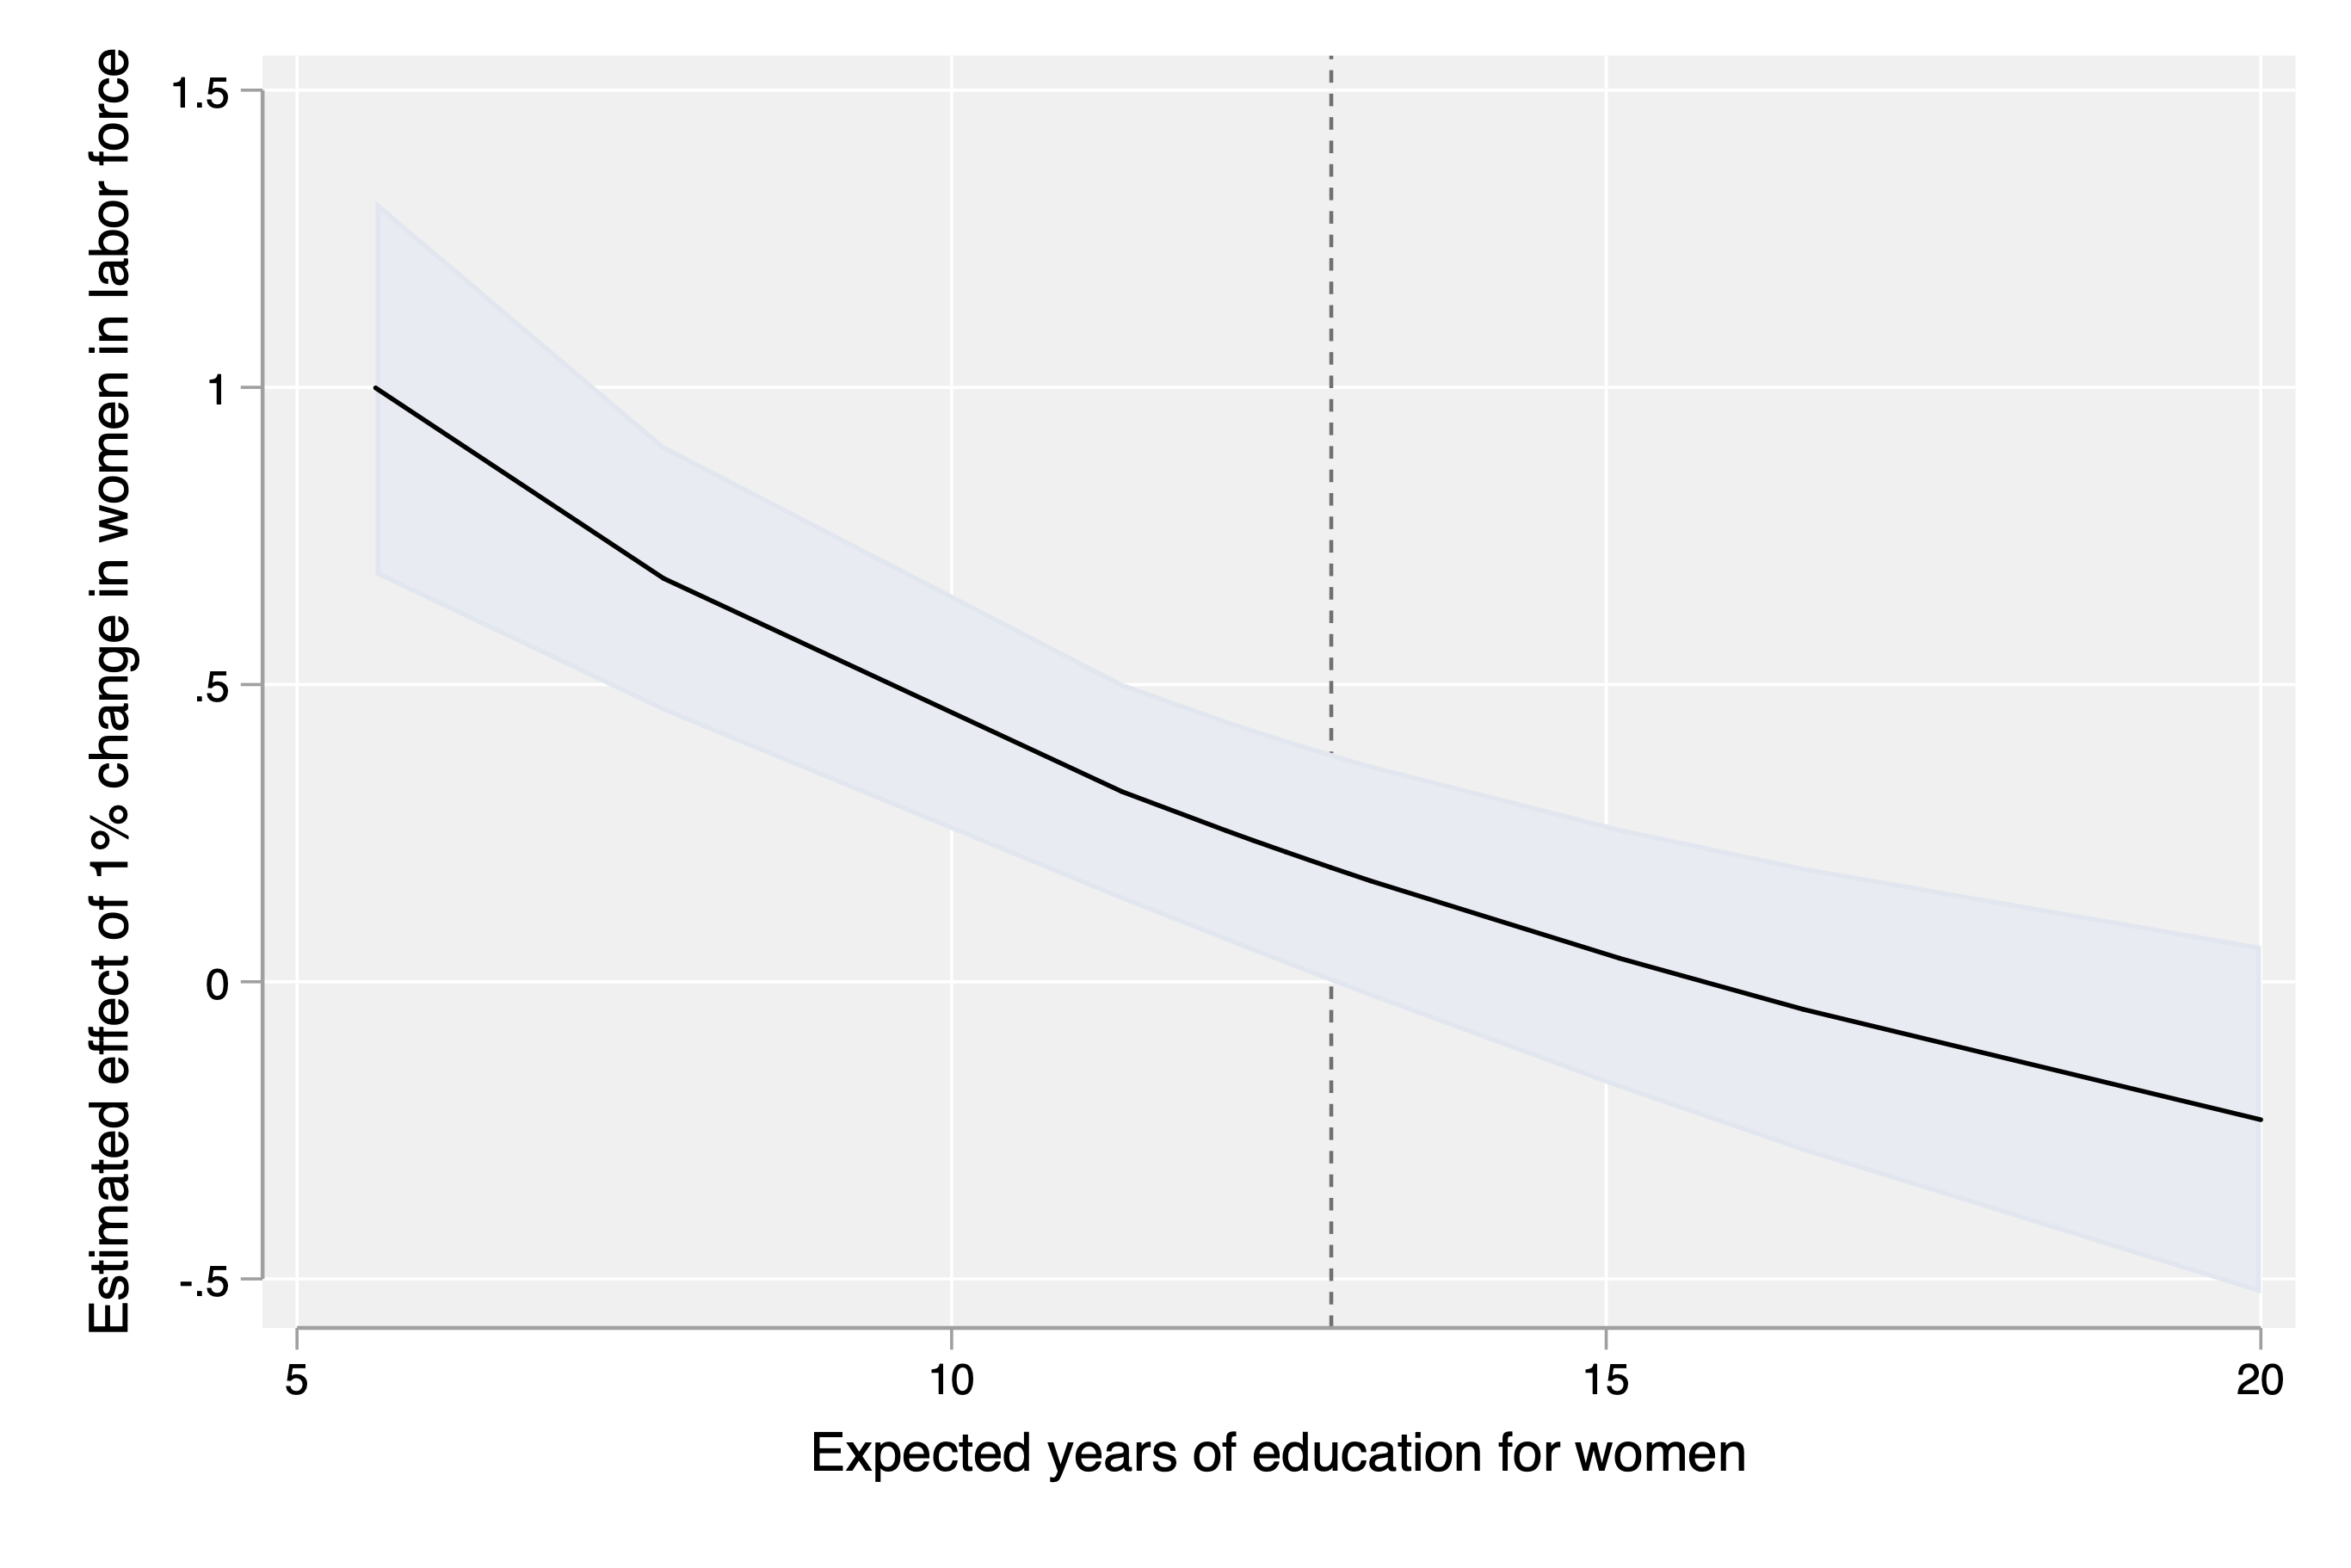 Estimated effect of 1% change in women in labor force
1.5
1
.5
0
-.5
5 10 15 20
Expected years of education for women